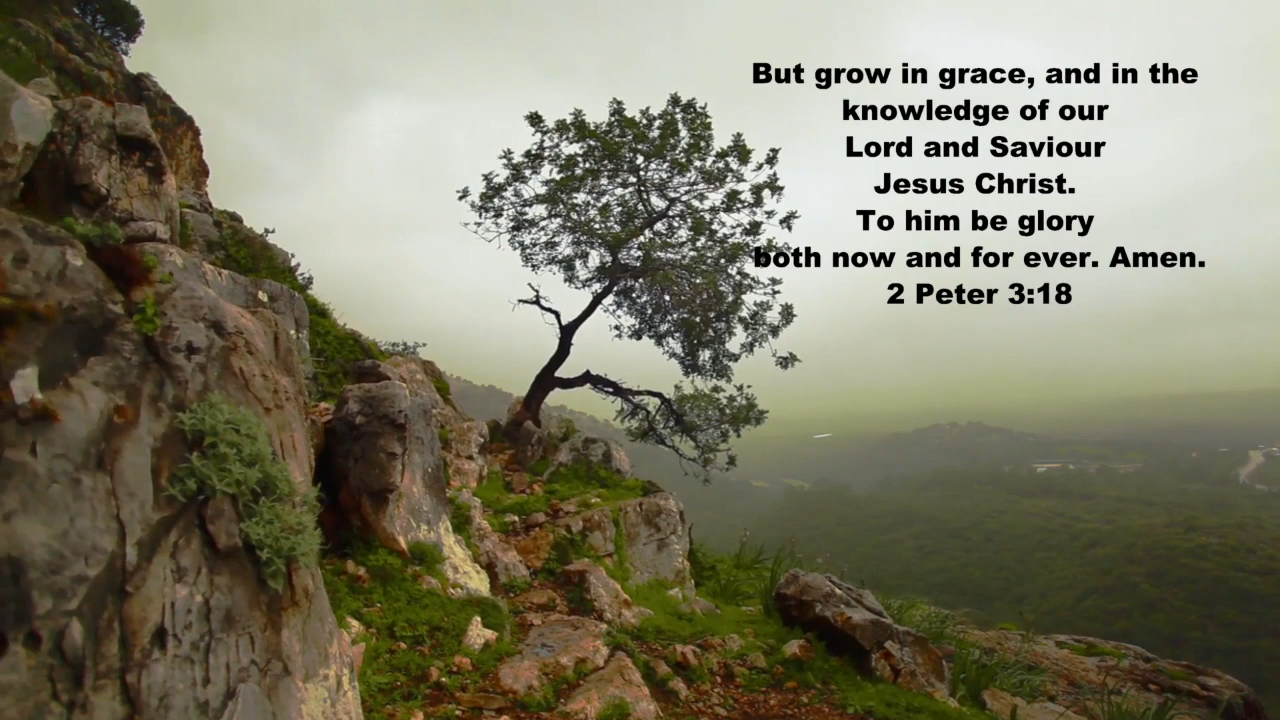 But grow in grace, and in the
knowledge of our
Lord and Saviour
Jesus Christ.
To him be glory
both now and for ever. Amen.
2 Peter 3:18